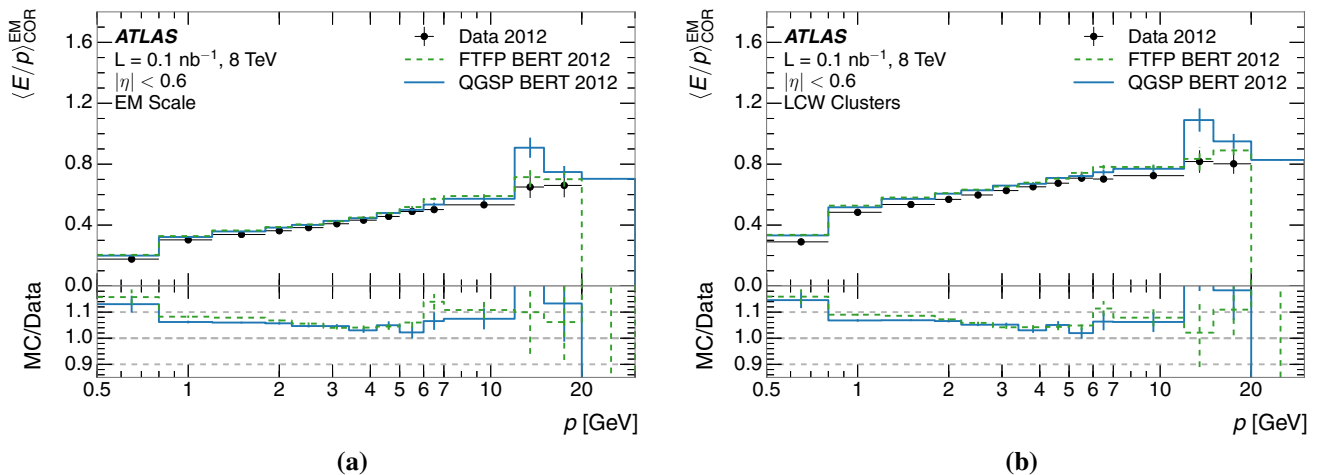 ⟨E/p⟩EM COR
1.6
1.2
0.8
0.4
0.0
ATLAS
L = 0.1 nb−1, 8 TeV
|η| < 0.6
EM Scale
Data 2012
FTFP BERT 2012
QGSP BERT 2012
MC/Data
1.1
1.0
0.9
0.5 1 2 3 4 5 6 7 10 20
p [GeV]
(a)
⟨E/p⟩EM COR
1.6
1.2
0.8
0.4
0.0
ATLAS
L = 0.1 nb−1, 8 TeV
|η| < 0.6
LCW Clusters
Data 2012
FTFP BERT 2012
QGSP BERT 2012
MC/Data
1.1
1.0
0.9
0.5 1 2 3 4 5 6 7 10 20
p [GeV]
(b)